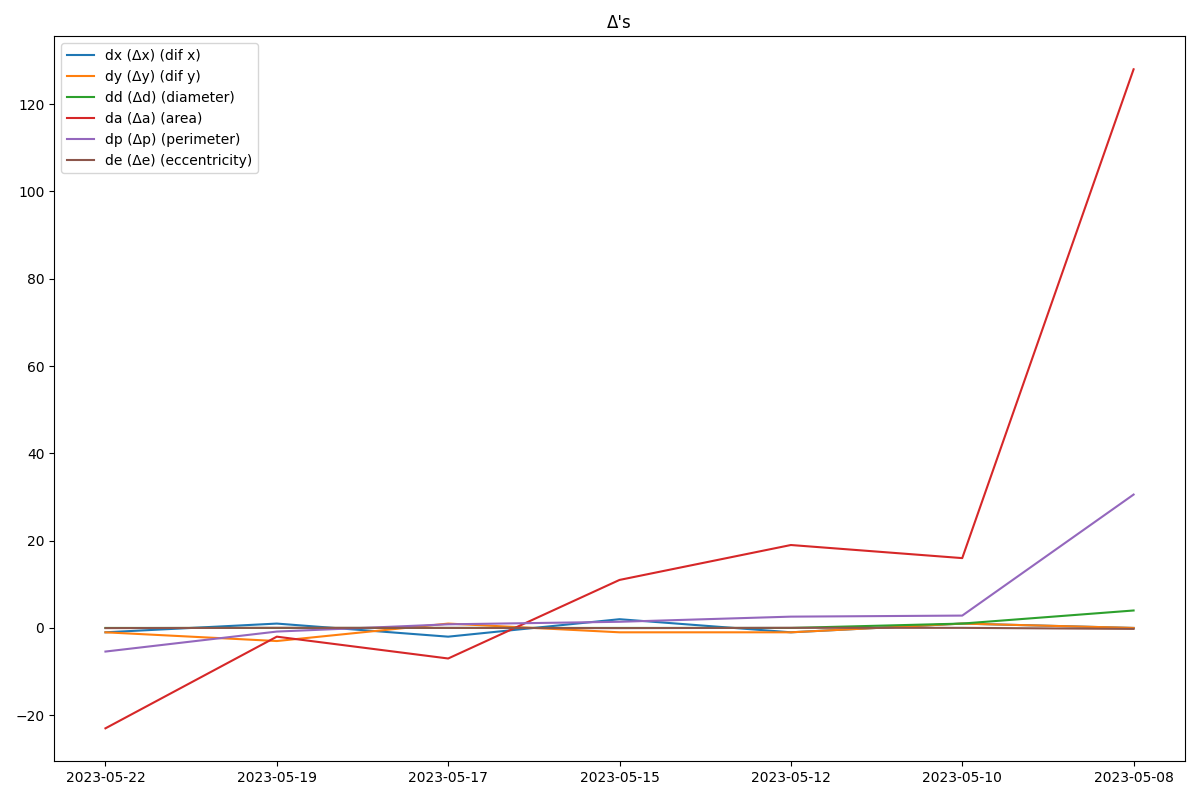 Δ's
dx (Δx) (dif x)
dy (Δy) (dif y)
dd (Δd) (diameter)
da (Δa) (area)
dp (Δp) (perimeter)
de (Δe) (eccentricity)
120
100
80
60
40
20
0
−20
2023-05-22 2023-05-19 2023-05-17 2023-05-15 2023-05-12 2023-05-10 2023-05-08